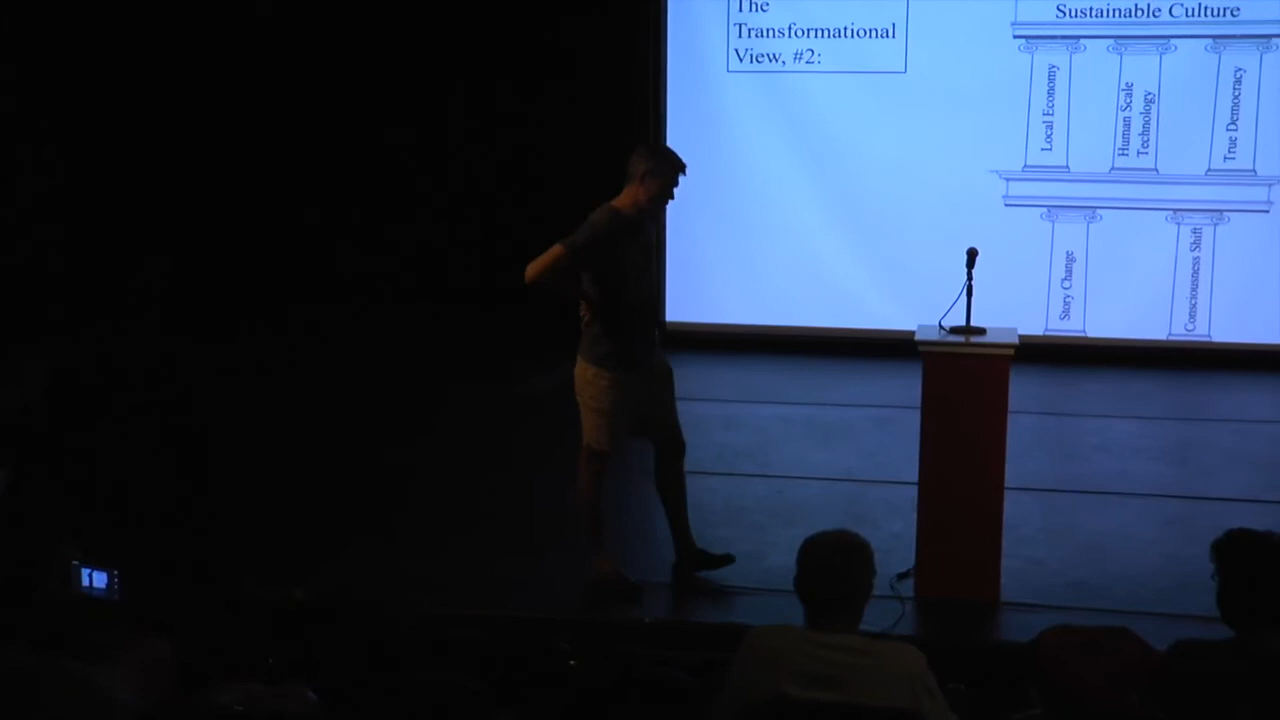 The
Transformational
View, #2:
Sustainable Culture
Local Economy
Human Scale
Technology
True Democracy
Story Change
Consciousness Shift